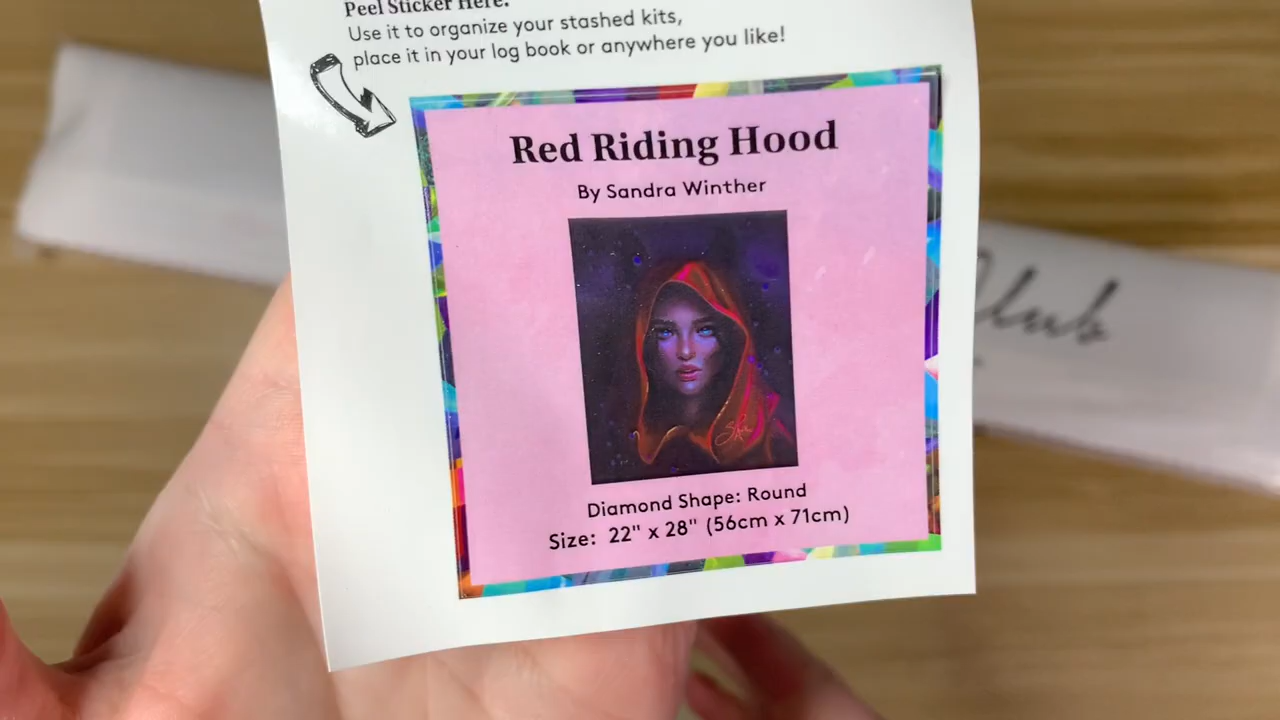 Peel Sticker Here.
Use it to organize your stashed kits,
place it in your log book or anywhere you like!
Red Riding Hood
By Sandra Winther
Diamond Shape: Round
Size: 22" x 28" (56cm x 71cm)